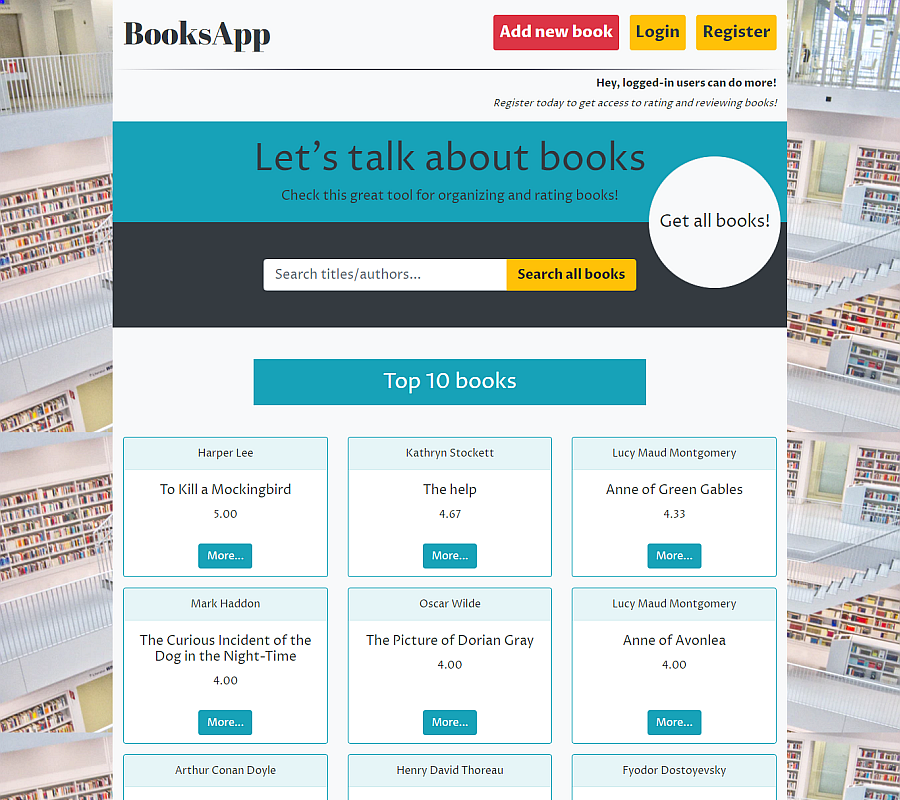 BooksApp
Add new book
Login
Register
Hey, logged-in users can do more!
Register today to get access to rating and reviewing books!
Let's talk about books
Check this great tool for organizing and rating books!
Get all books!
Search titles/authors...
Search all books
Top 10 books
Harper Lee
To Kill a Mockingbird
5.00
More...
Kathryn Stockett
The help
4.67
More...
Lucy Maud Montgomery
Anne of Green Gables
4.33
More...
Mark Haddon
The Curious Incident of the
Dog in the Night-Time
4.00
More...
Oscar Wilde
The Picture of Dorian Gray
4.00
More...
Lucy Maud Montgomery
Anne of Avonlea
4.00
More...
Arthur Conan Doyle
Henry David Thoreau
Fyodor Dostoyevsky